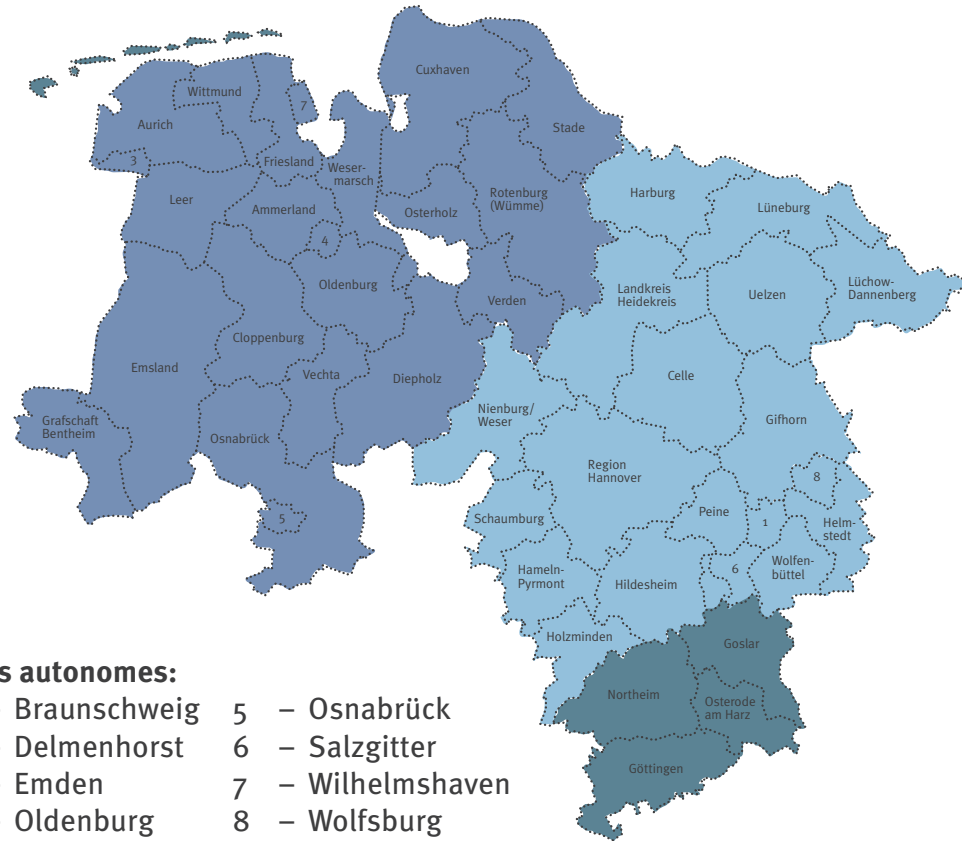 Cuxhaven
Wittmund
7
Aurich
Stade
3
Friesland
Weser-
marsch
Harburg
Rotenburg
(Wümme)
Leer
Ammerland
Osterholz
Lüneburg
4
Oldenburg
Landkreis
Heidekreis
Uelzen
Lüchow-
Dannenberg
Verden
Cloppenburg
Emsland
Vechta
Diepholz
Celle
Nienburg/
Weser
Gifhorn
Grafschaft
Bentheim
Osnabrück
Region
Hannover
8
5
Schaumburg
Peine
1
Helm-
stedt
Hameln-
Pyrmont
Hildesheim
6
Wolfen-
büttel
Holzminden
Goslar
Northeim
Osterode
am Harz
Göttingen
s autonomes:
– Braunschweig 5 – Osnabrück
– Delmenhorst 6 – Salzgitter
– Emden 7 – Wilhelmshaven
– Oldenburg 8 – Wolfsburg